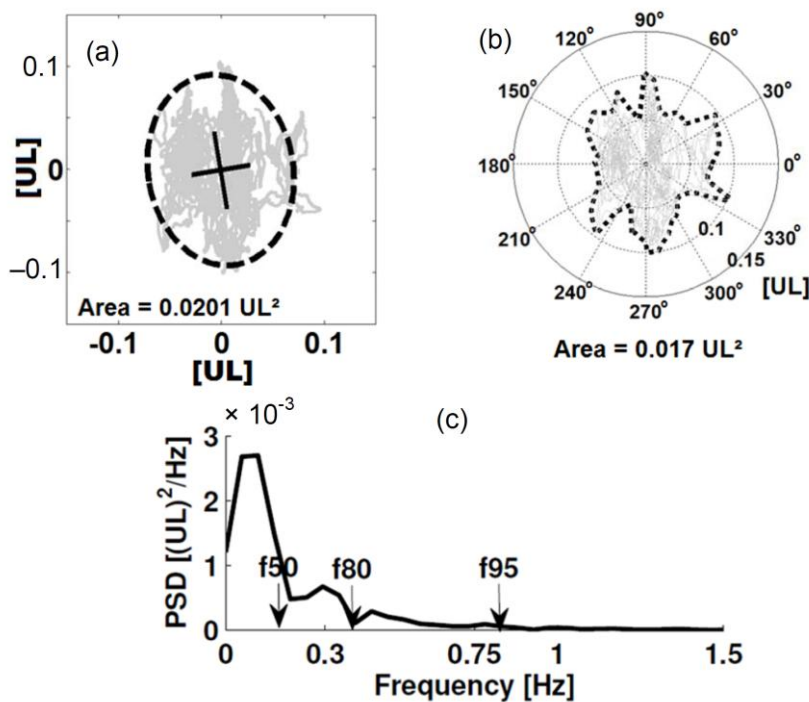 (a)
[UL]
0.1
0
–0.1
Area = 0.0201 UL²
-0.1
0
0.1
[UL]
(b)
90°
120°
60°
150°
30°
180°
0°
210°
330°
240°
300°
270°
0.1
0.15
[UL]
Area = 0.017 UL²
(c)
× 10-3
PSD [(UL)2/Hz]
3
2
1
0
f50
f80
f95
0
0.3
0.75
1
1.5
Frequency [Hz]